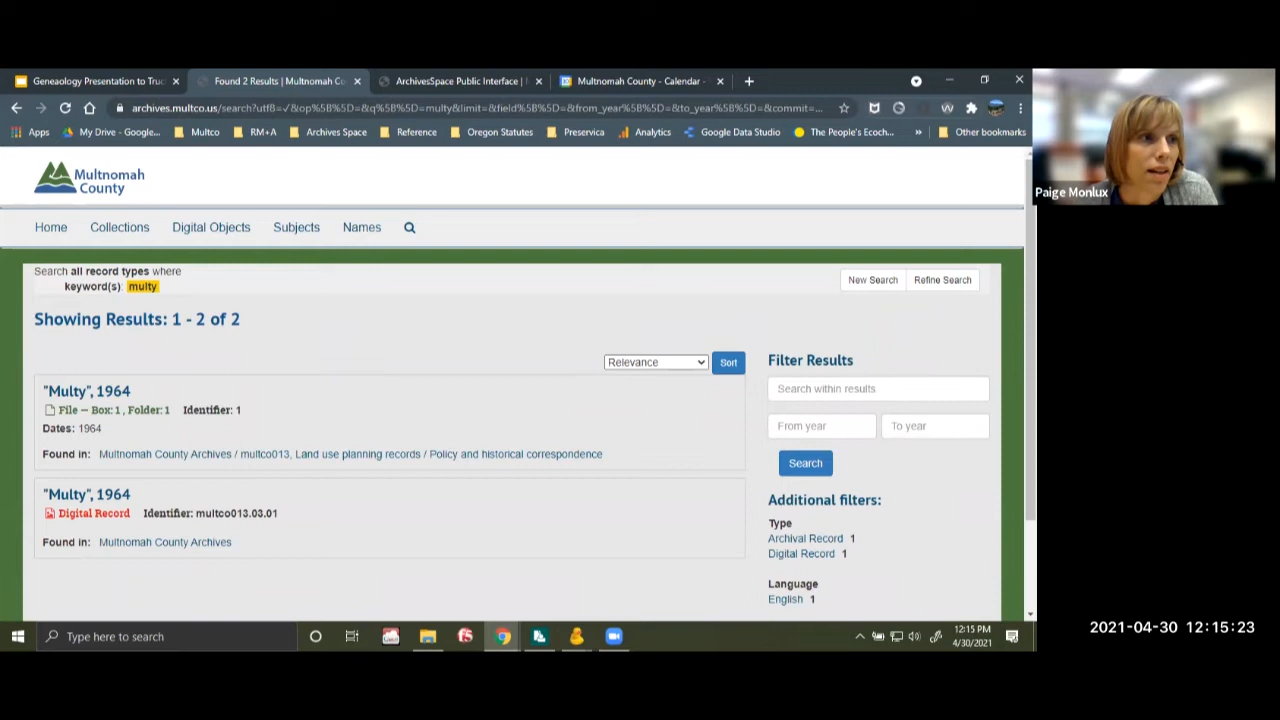 Geneaology Presentation to Truc
Found 2 Results | Multnomah Co
ArchivesSpace Public Interface |
Multnomah County - Calendar -
archives.multco.us/search?utf8=✓&op%5B%5D=&q%5B%5D=multy&limit=&field%5B%5D=&from_year%5B%5D=&to_year%5B%5D=&commit=...
Apps My Drive - Google... Multco RM+A Archives Space Reference Oregon Statutes Preservica Analytics Google Data Studio The People's Ecoch... » Other bookmarks
Multnomah
County
Home Collections Digital Objects Subjects Names
Search all record types where
keyword(s): multy
New Search Refine Search
Showing Results: 1 - 2 of 2
Relevance Sort
"Multy", 1964
File — Box: 1, Folder: 1 Identifier: 1
Dates: 1964
Found in: Multnomah County Archives / multco013, Land use planning records / Policy and historical correspondence
"Multy", 1964
Digital Record Identifier: multco013.03.01
Found in: Multnomah County Archives
Filter Results
Search within results
From year To year
Search
Additional filters:
Type
Archival Record 1
Digital Record 1
Language
English 1
Type here to search
12:15 PM
4/30/2021
Paige Monlux
2021-04-30 12:15:23